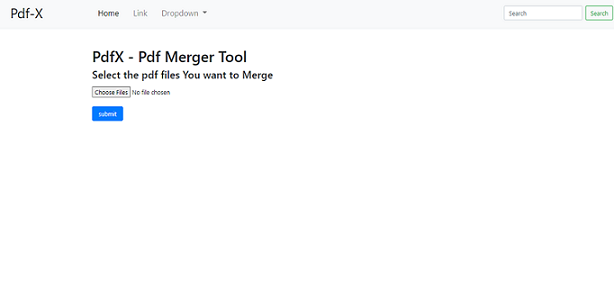 Pdf-X Home Link Dropdown Search Search
PdfX - Pdf Merger Tool
Select the pdf files You want to Merge
Choose Files No file chosen
submit